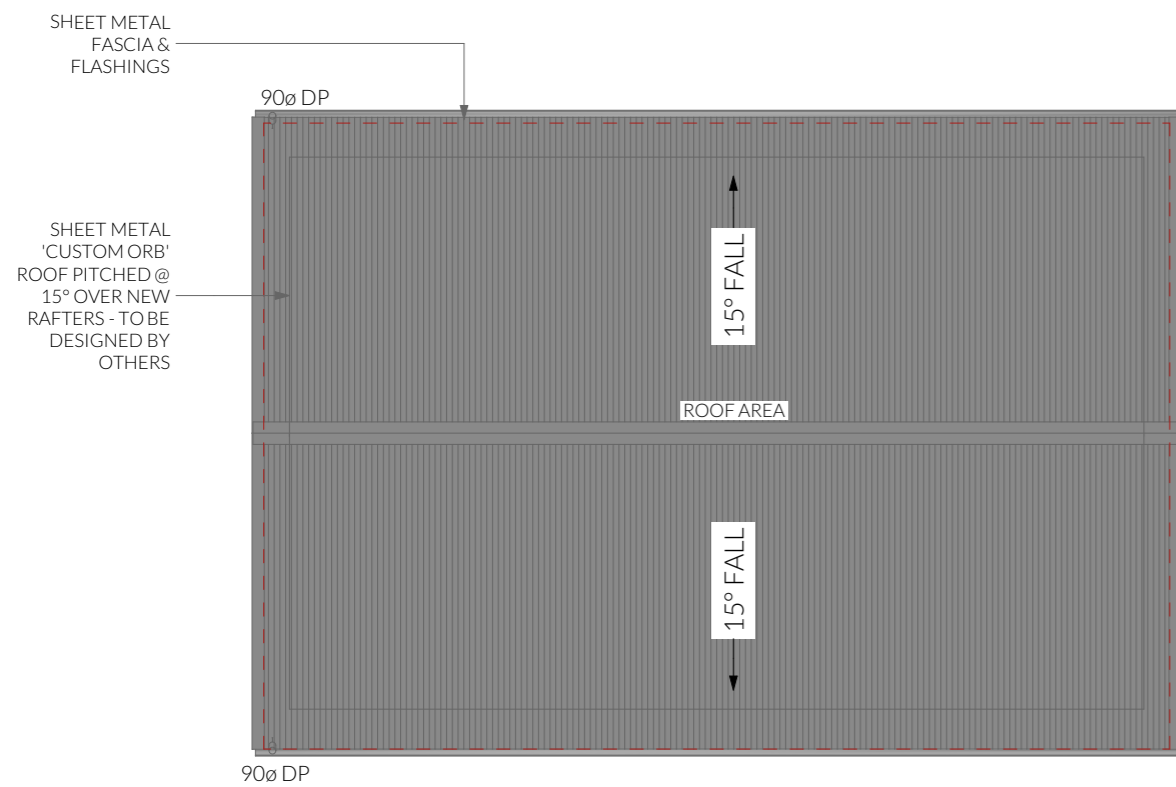 SHEET METAL
FASCIA &
FLASHINGS
90ø DP
SHEET METAL
'CUSTOM ORB'
ROOF PITCHED @
15° OVER NEW
RAFTERS - TO BE
DESIGNED BY
OTHERS
15° FALL
ROOF AREA
15° FALL
90ø DP